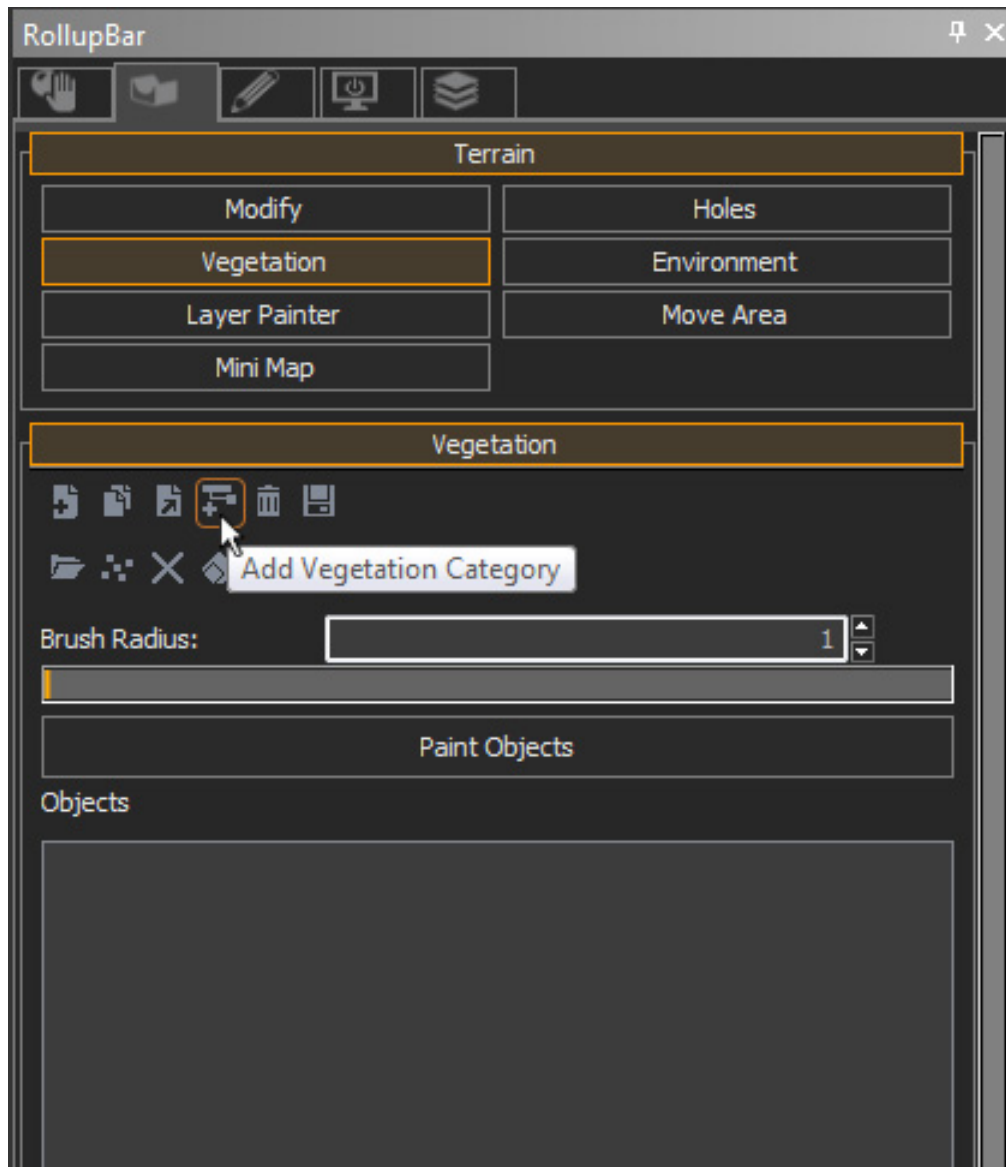 RollupBar
Terrain
Modify
Holes
Vegetation
Environment
Layer Painter
Move Area
Mini Map
Vegetation
Add Vegetation Category
Brush Radius:
1
Paint Objects
Objects